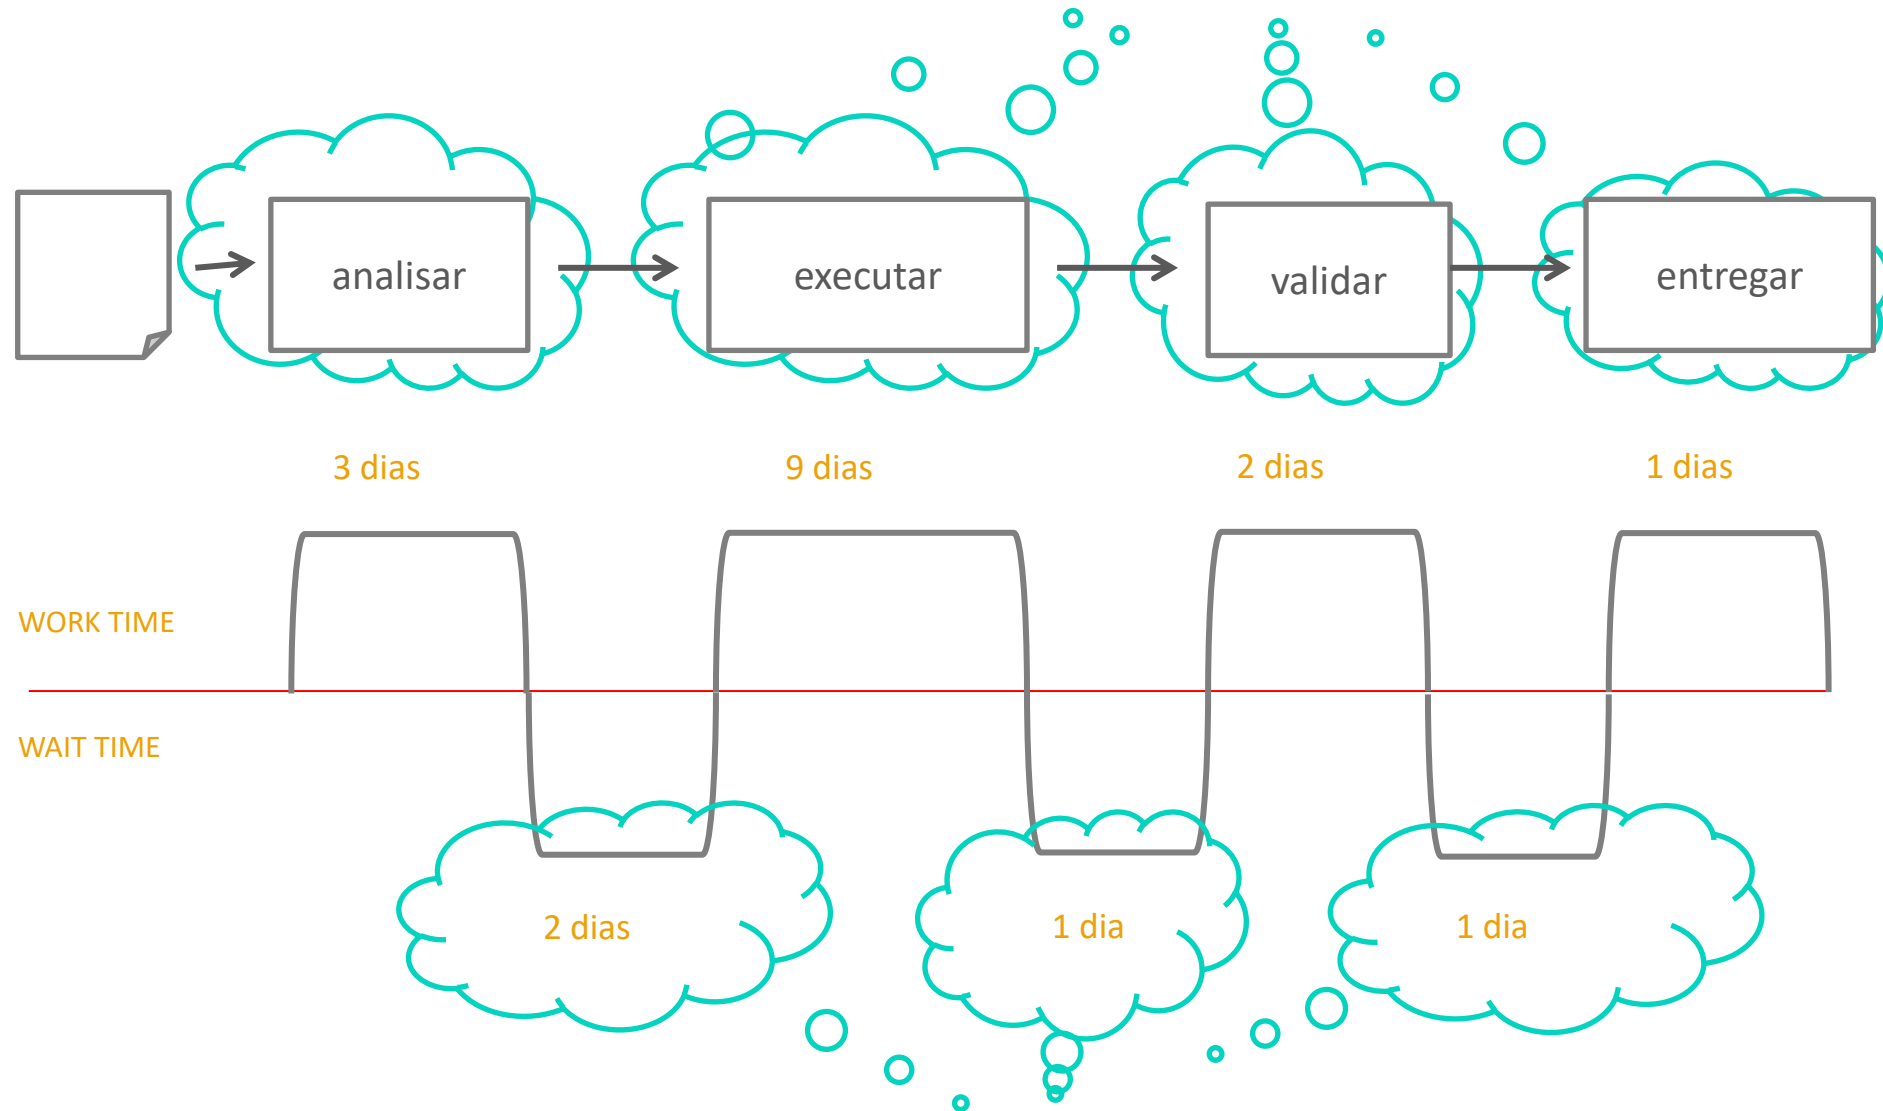 analisar
executar
validar
entregar
3 dias
9 dias
2 dias
1 dias
WORK TIME
WAIT TIME
2 dias
1 dia
1 dia